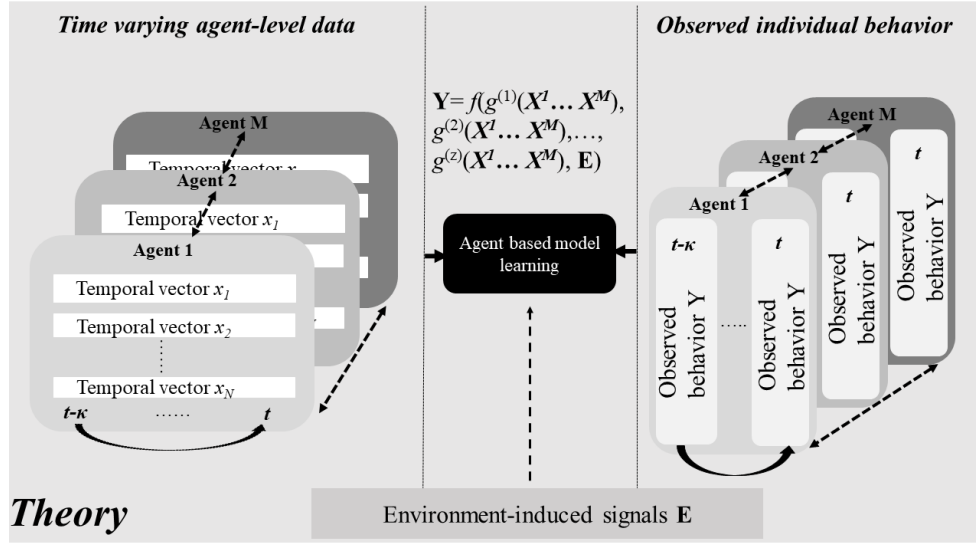 Time varying agent-level data
Agent M
Temporal vector x
Agent 2
Temporal vector x1
Agent 1
Temporal vector x1
Temporal vector x2
......
Temporal vector xN
t-κ ...... t
Y= f(g(1)(X1… XM),
g(2)(X1… XM),…,
g(z)(X1… XM), E)
Agent based model
learning
Observed individual behavior
Agent M
t
Observed
behavior Y
Agent 2
t
Observed
behavior Y
Agent 1
t-κ
Observed
behavior Y
.....
t
Observed
behavior Y
Theory
Environment-induced signals E